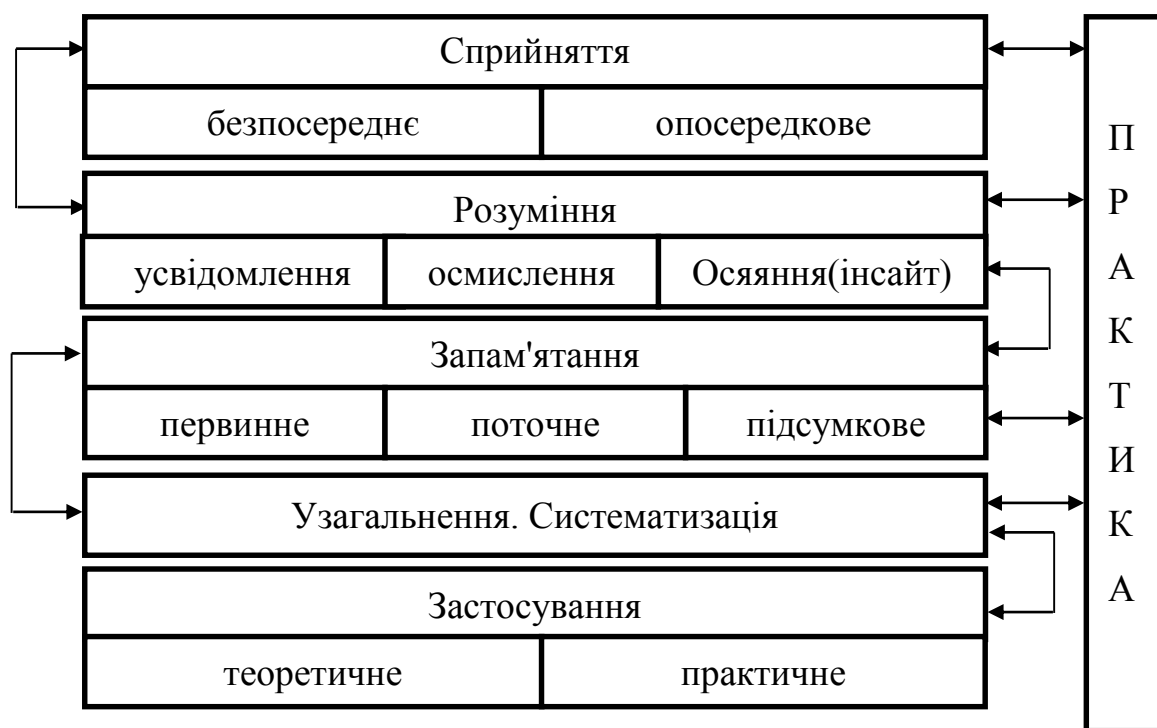 Сприйняття
безпосереднє опосередкове
Розуміння
усвідомлення осмислення Осяяння(інсайт)
Запам'ятання
первинне поточне підсумкове
Узагальнення. Систематизація
Застосування
теоретичне практичне
П
Р
А
К
Т
И
К
А